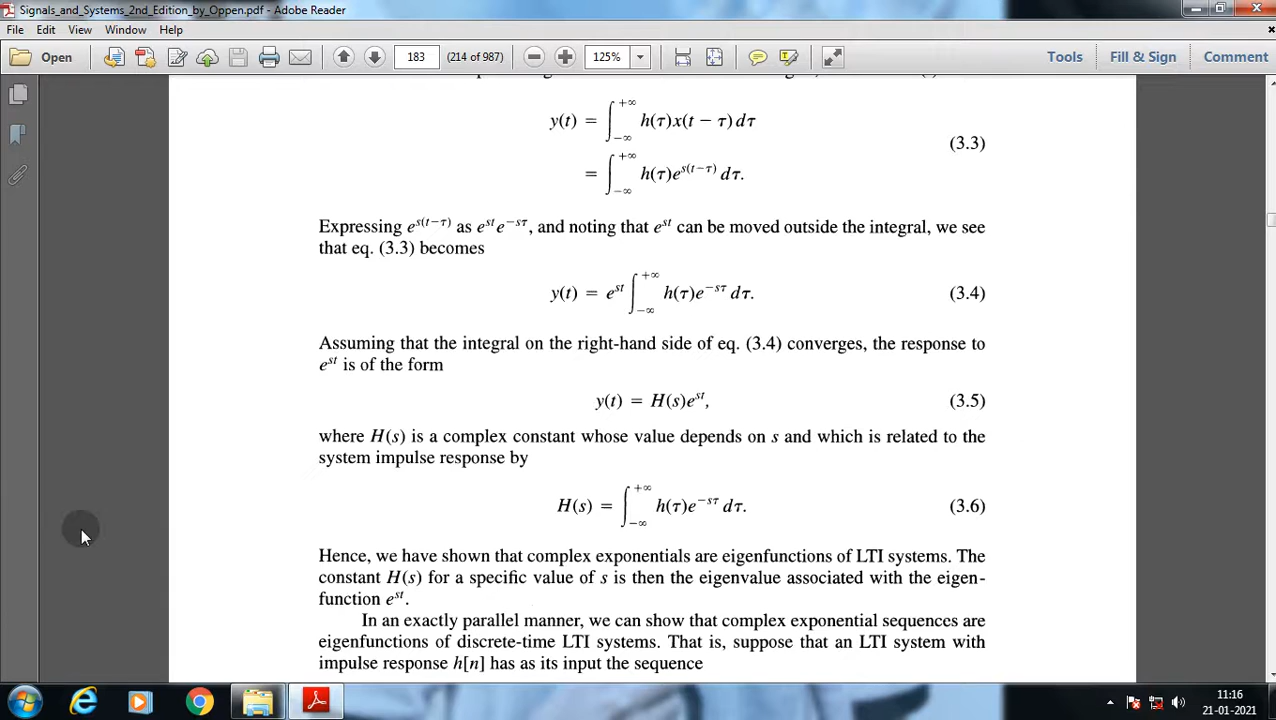 Signals_and_Systems_2nd_Edition_by_Oppen.pdf - Adobe Reader
File Edit View Window Help
Open 183 (214 of 987) 125% Tools Fill & Sign Comment
y(t) = ∫_{−∞}^{+∞} h(τ)x(t − τ) dτ
(3.3)
= ∫_{−∞}^{+∞} h(τ)e^{s(t−τ)} dτ.
Expressing e^{s(t−τ)} as e^{st}e^{−sτ}, and noting that e^{st} can be moved outside the integral, we see
that eq. (3.3) becomes
y(t) = e^{st} ∫_{−∞}^{+∞} h(τ)e^{−sτ} dτ. (3.4)
Assuming that the integral on the right-hand side of eq. (3.4) converges, the response to
e^{st} is of the form
y(t) = H(s)e^{st}, (3.5)
where H(s) is a complex constant whose value depends on s and which is related to the
system impulse response by
H(s) = ∫_{−∞}^{+∞} h(τ)e^{−sτ} dτ. (3.6)
Hence, we have shown that complex exponentials are eigenfunctions of LTI systems. The
constant H(s) for a specific value of s is then the eigenvalue associated with the eigen-
function e^{st}.
In an exactly parallel manner, we can show that complex exponential sequences are
eigenfunctions of discrete-time LTI systems. That is, suppose that an LTI system with
impulse response h[n] has as its input the sequence
11:16
21-01-2021